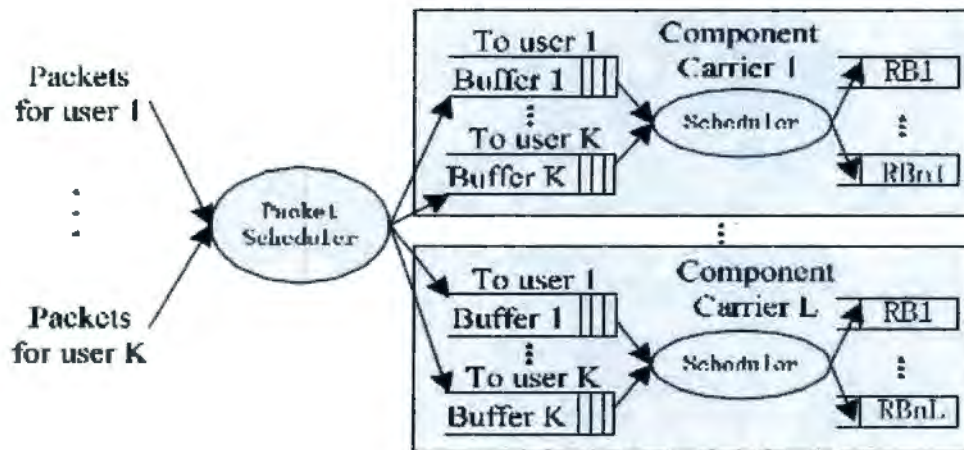 Packets
for user 1
Packets
for user K
Packet
Scheduler
To user 1
Buffer 1
To user K
Buffer K
Component
Carrier 1
Scheduler
RB1
RBn1
To user 1
Buffer 1
To user K
Buffer K
Component
Carrier L
Scheduler
RB1
RBnL